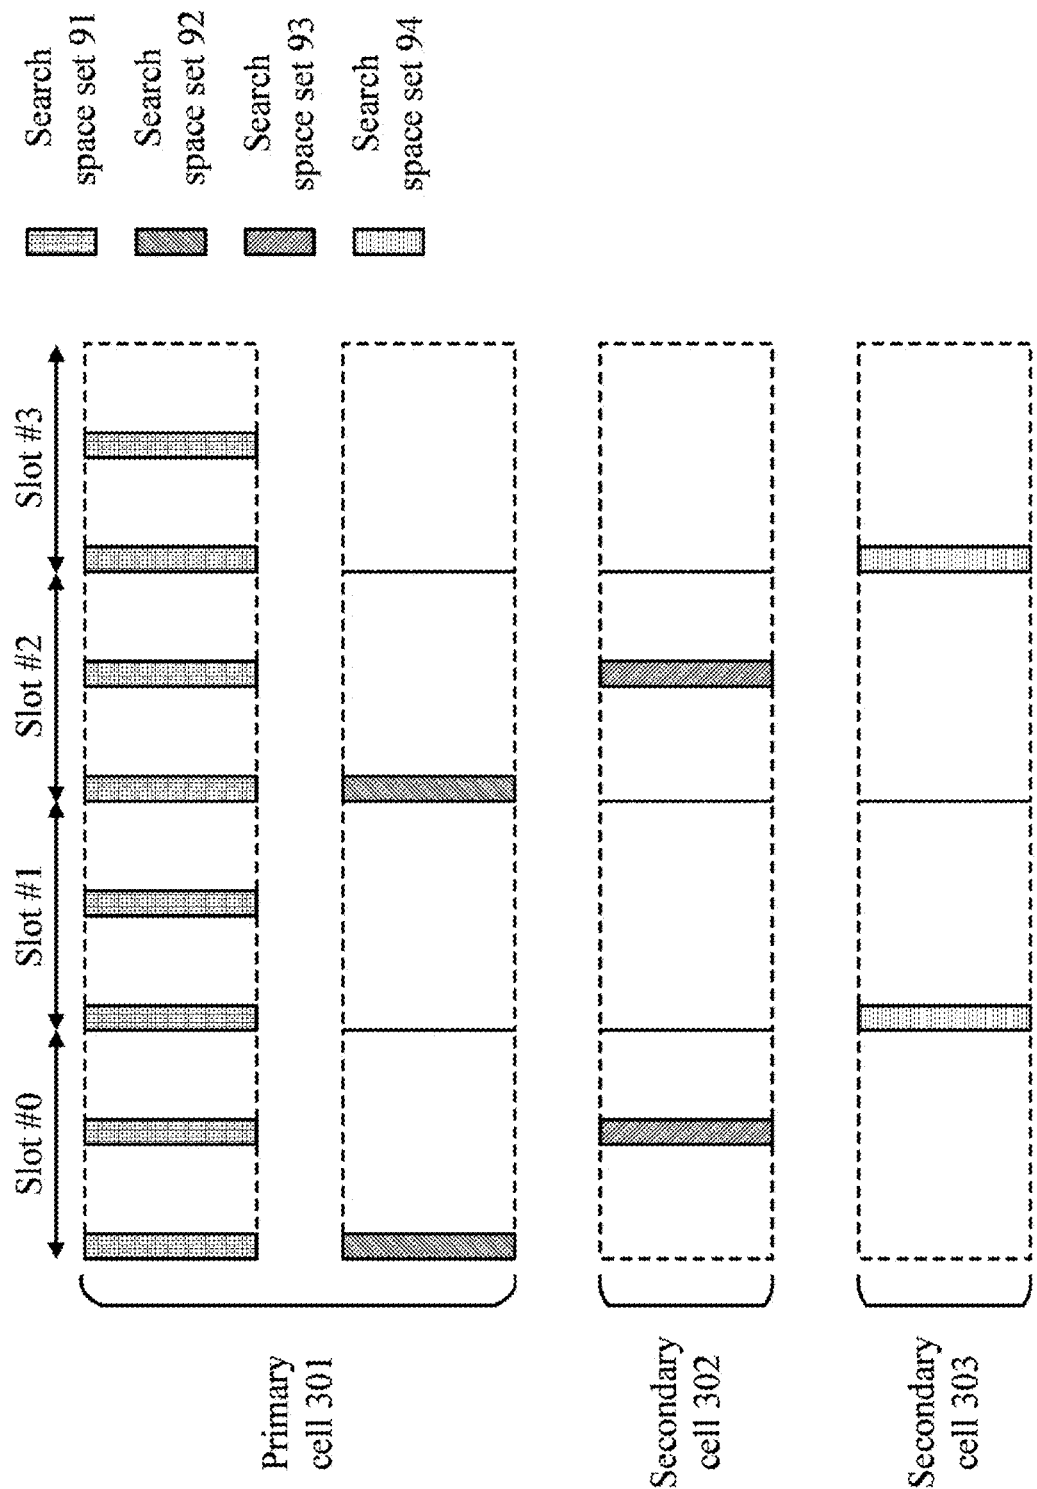 Slot #0
Slot #1
Slot #2
Slot #3
Search
space set 91
Search
space set 92
Search
space set 93
Search
space set 94
Primary
cell 301
Secondary
cell 302
Secondary
cell 303